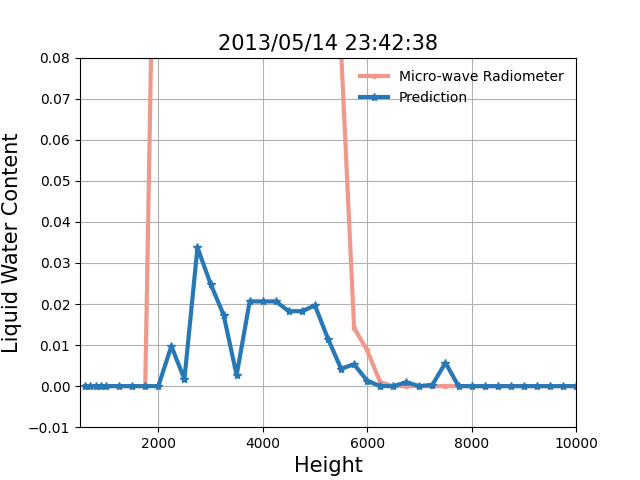 2013/05/14 23:42:38
Micro-wave Radiometer
Prediction
Liquid Water Content
0.08
0.07
0.06
0.05
0.04
0.03
0.02
0.01
0.00
−0.01
2000 4000 6000 8000 10000
Height